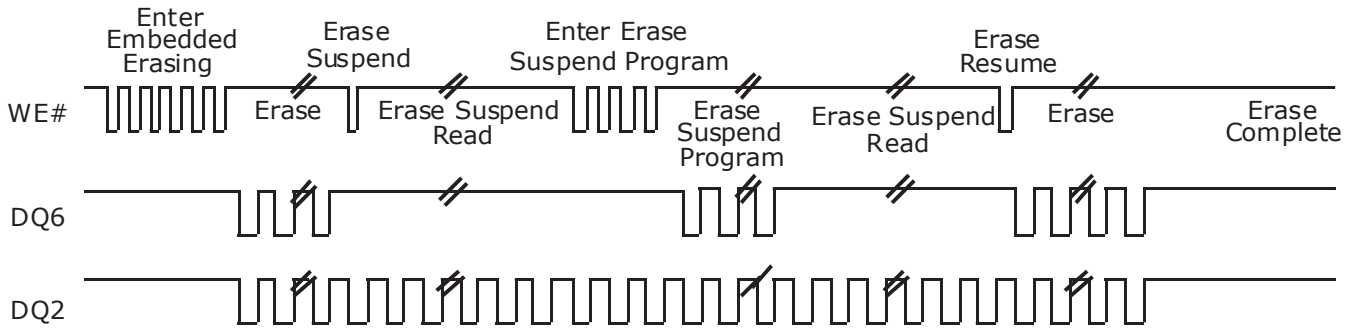 Enter
Embedded
Erasing
Erase
Suspend
Enter Erase
Suspend Program
Erase
Resume
WE#
Erase
Erase Suspend
Read
Erase
Suspend
Program
Erase Suspend
Read
Erase
Erase
Complete
DQ6
DQ2